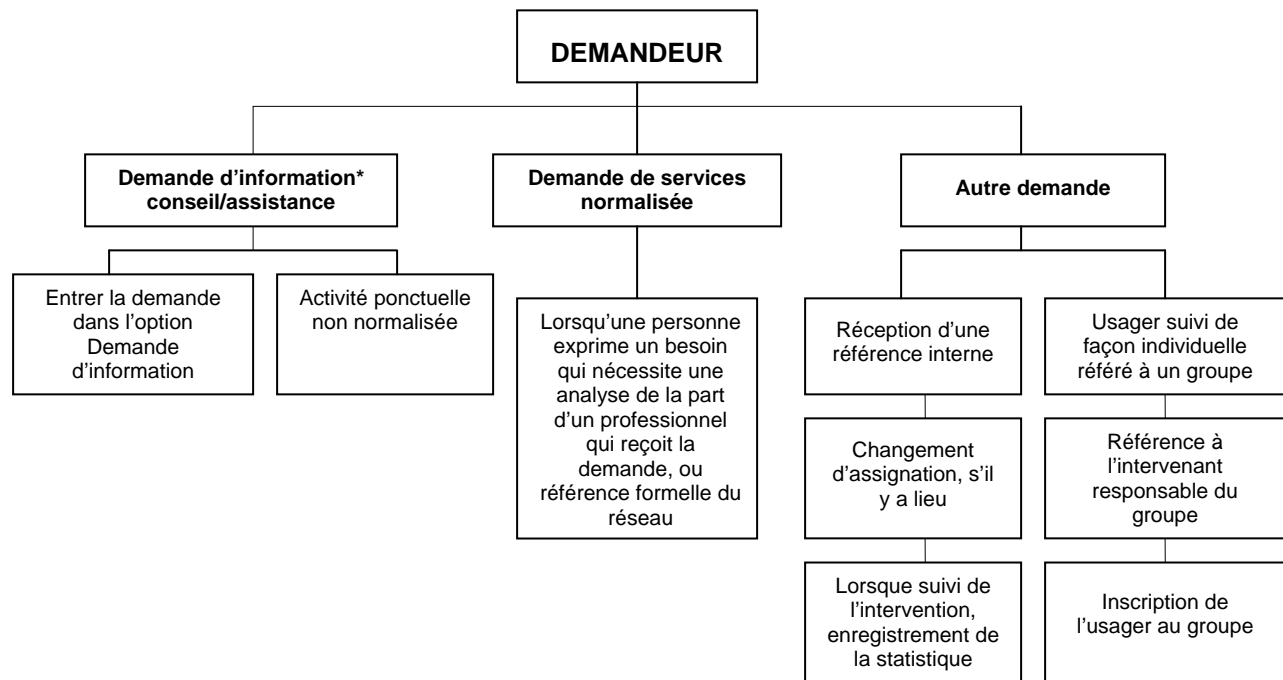 DEMANDEUR
Demande d’information*
conseil/assistance
Demande de services
normalisée
Autre demande
Entrer la demande
dans l’option
Demande
d’information
Activité ponctuelle
non normalisée
Lorsqu’une personne
exprime un besoin
qui nécessite une
analyse de la part
d’un professionnel
qui reçoit la
demande, ou
référence formelle du
réseau
Réception d’une
référence interne
Changement
d’assignation, s’il
y a lieu
Lorsque suivi de
l’intervention,
enregistrement de
la statistique
Usager suivi de
façon individuelle
référé à un groupe
Référence à
l’intervenant
responsable du
groupe
Inscription de
l’usager au groupe